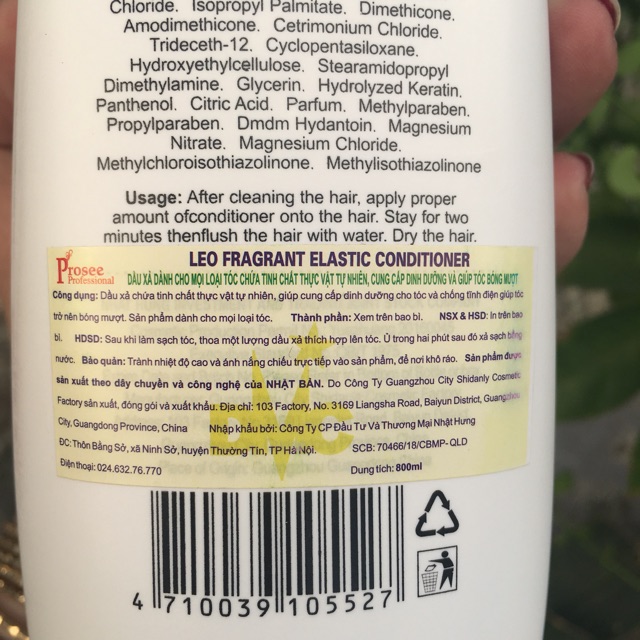 Chloride. Isopropyl Palmitate. Dimethicone.
Amodimethicone. Cetrimonium Chloride.
Trideceth-12. Cyclopentasiloxane.
Hydroxyethylcellulose. Stearamidopropyl
Dimethylamine. Glycerin. Hydrolyzed Keratin.
Panthenol. Citric Acid. Parfum. Methylparaben.
Propylparaben. Dmdm Hydantoin. Magnesium
Nitrate. Magnesium Chloride.
Methylchloroisothiazolinone. Methylisothiazolinone
Usage: After cleaning the hair, apply proper
amount ofconditioner onto the hair. Stay for two
minutes thenflush the hair with water. Dry the hair.
Prosee
Professional
LEO FRAGRANT ELASTIC CONDITIONER
DẦU XẢ DÀNH CHO MỌI LOẠI TÓC CHỨA TINH CHẤT THỰC VẬT TỰ NHIÊN, CUNG CẤP DINH DƯỠNG VÀ GIÚP TÓC BÓNG MƯỢT
Công dụng: Dầu xả chứa tinh chất thực vật tự nhiên, giúp cung cấp dinh dưỡng cho tóc và chống tĩnh điện giúp tóc
trở nên bóng mượt. Sản phẩm dành cho mọi loại tóc. Thành phần: Xem trên bao bì. NSX & HSD: In trên bao
bì. HDSD: Sau khi làm sạch tóc, thoa một lượng dầu xả thích hợp lên tóc. Ủ trong hai phút sau đó xả sạch bằng
nước. Bảo quản: Trành nhiệt độ cao và ánh nắng chiếu trực tiếp vào sản phẩm, để nơi khô ráo. Sản phẩm được
sản xuất theo dây chuyền và công nghệ của NHẬT BẢN. Do Công Ty Guangzhou City Shidanly Cosmetic
Factory sản xuất, đóng gói và xuất khẩu. Địa chỉ: 103 Factory, No. 3169 Liangsha Road, Baiyun District, Guangzhou
City, Guangdong Province, China Nhập khẩu bởi: Công Ty CP Đầu Tư Và Thương Mại Nhật Hưng
ĐC: Thôn Bằng Sở, xã Ninh Sở, huyện Thường Tín, TP Hà Nội. SCB: 70466/18/CBMP- QLD
Điện thoại: 024.632.76.770 Dung tích: 800ml
4 710039 105527